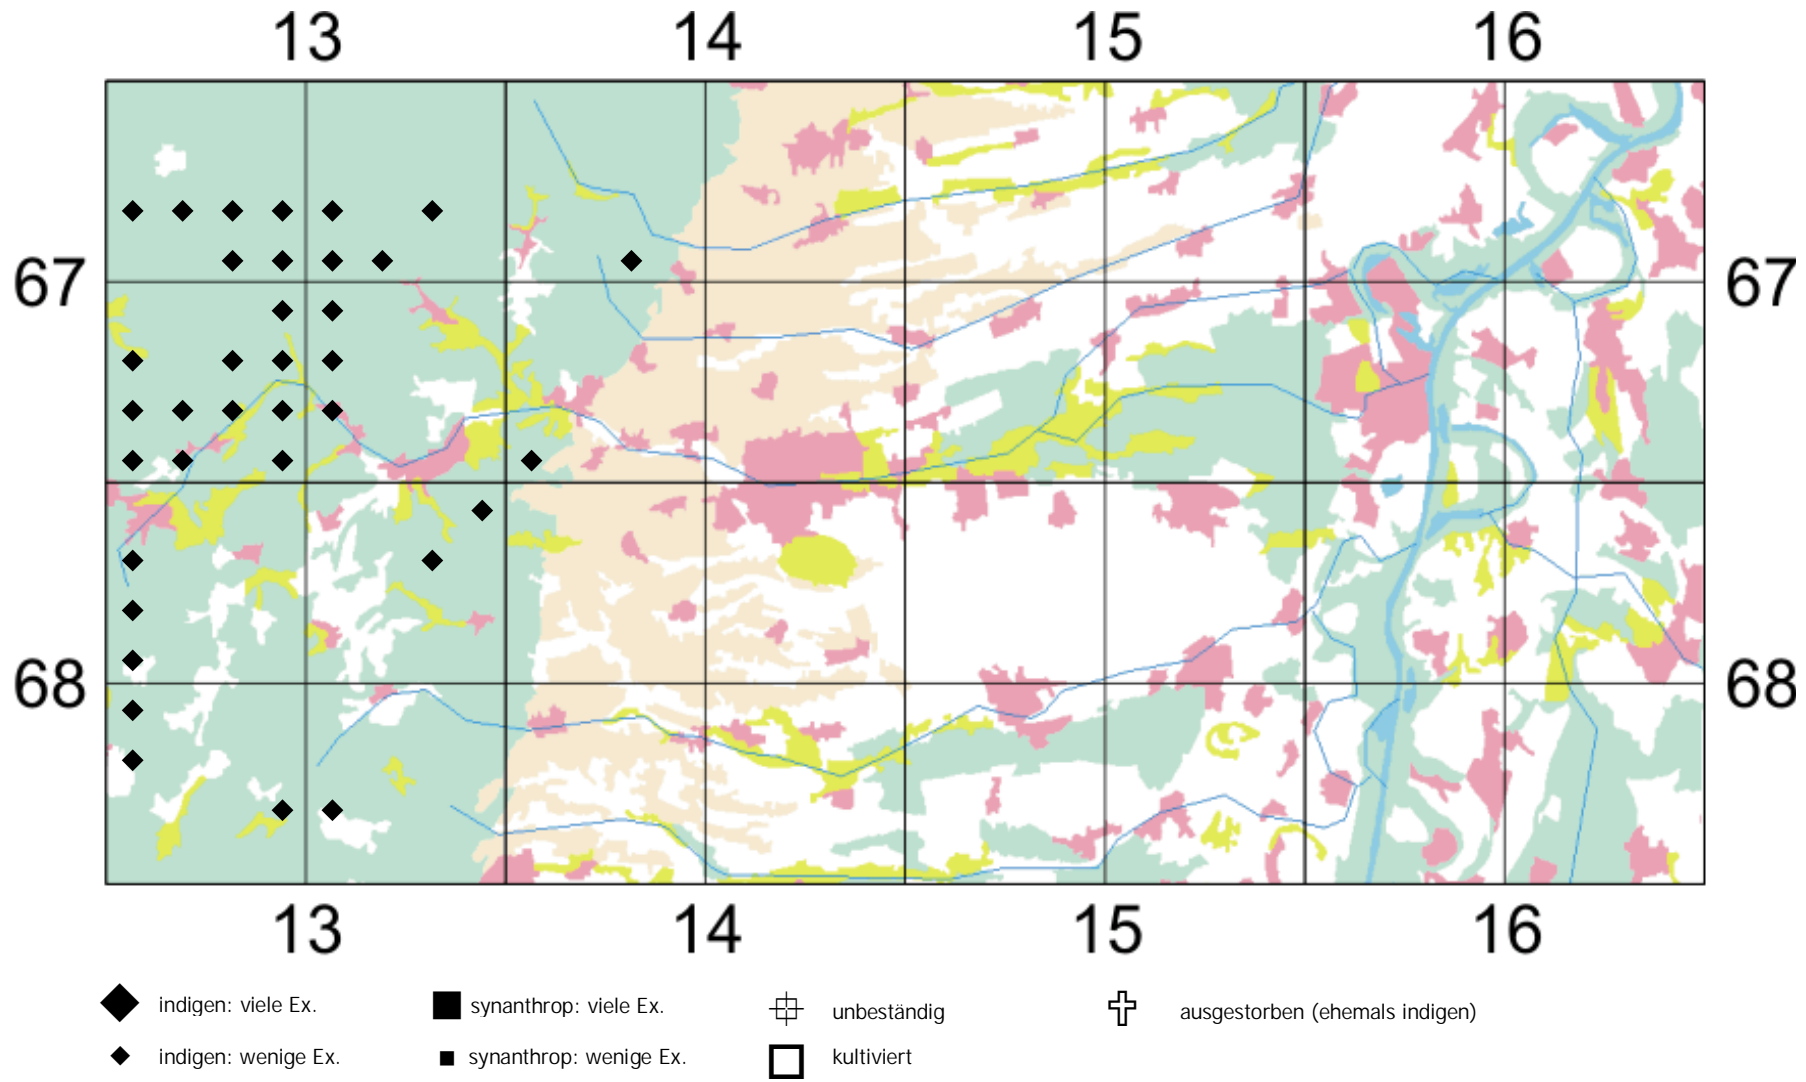 13 14 15 16
67 67
68 68
13 14 15 16
indigen: viele Ex. synanthrop: viele Ex. unbeständig ausgestorben (ehemals indigen)
indigen: wenige Ex. synanthrop: wenige Ex. kultiviert